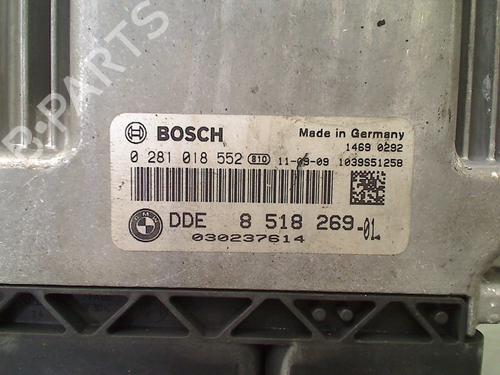 B-PARTS
BOSCH
Made in Germany
1469 0292
0 281 018 552 810 11-09-09 1039S51258
DDE 8 518 269-01
030237614